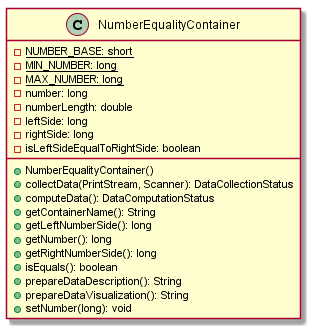 C NumberEqualityContainer
NUMBER_BASE: short
MIN_NUMBER: long
MAX_NUMBER: long
number: long
numberLength: double
leftSide: long
rightSide: long
isLeftSideEqualToRightSide: boolean
NumberEqualityContainer()
collectData(PrintStream, Scanner): DataCollectionStatus
computeData(): DataComputationStatus
getContainerName(): String
getLeftNumberSide(): long
getNumber(): long
getRightNumberSide(): long
isEquals(): boolean
prepareDataDescription(): String
prepareDataVisualization(): String
setNumber(long): void